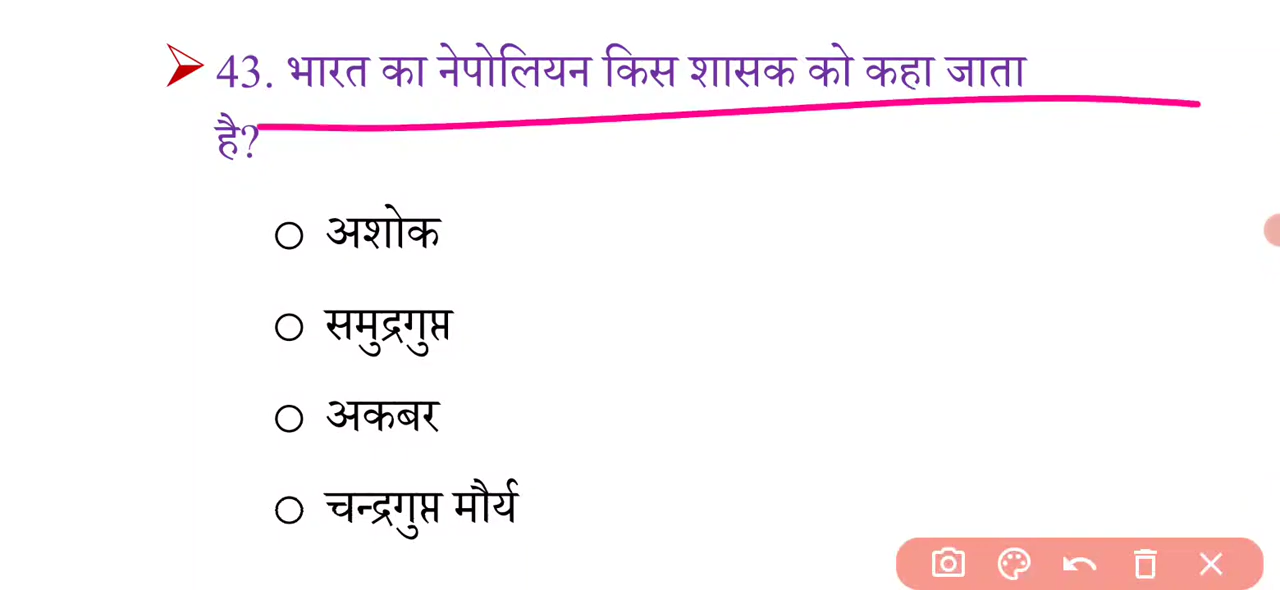 43. भारत का नेपोलियन किस शासक को कहा जाता
है?
अशोक
समुद्रगुप्त
अकबर
चन्द्रगुप्त मौर्य